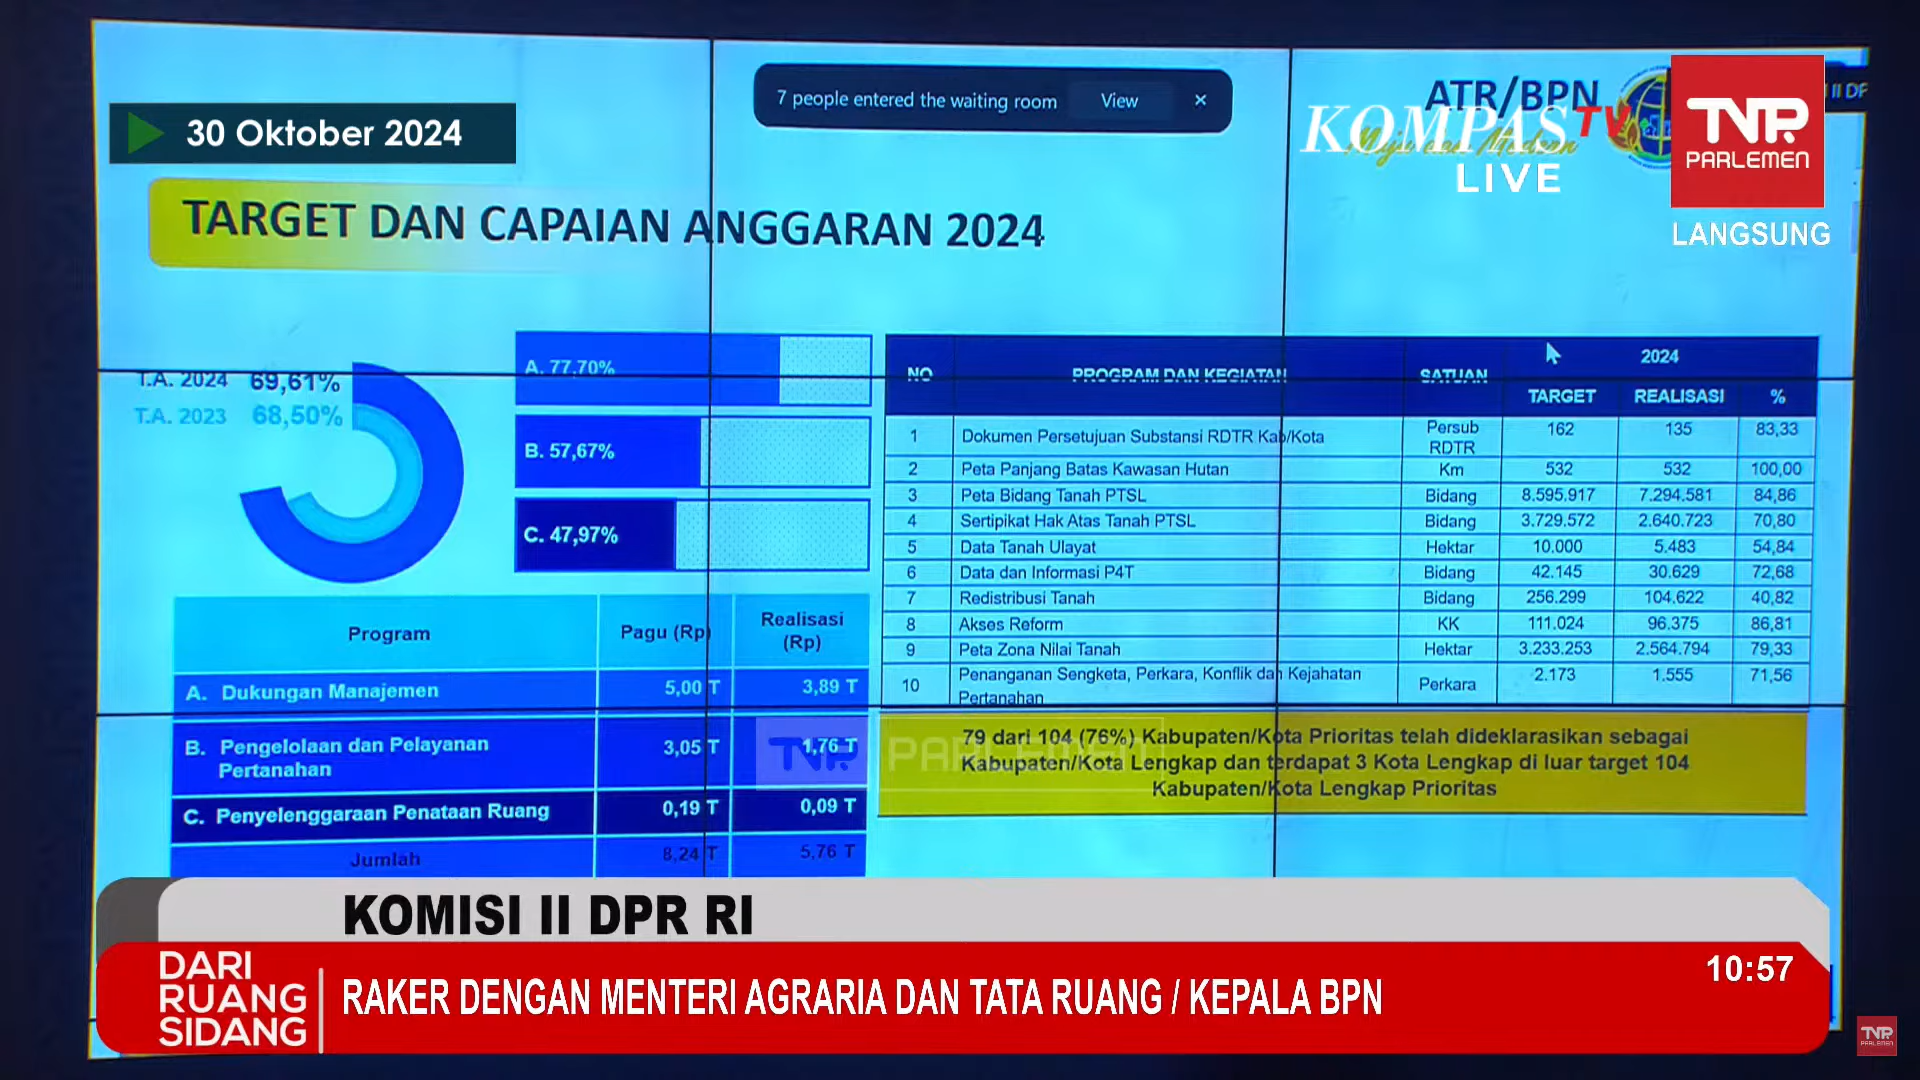 30 Oktober 2024
7 people entered the waiting room View ×
ATR/BPN
KOMPAS TV
LIVE
TVP.
PARLEMEN
LANGSUNG
II DF
TARGET DAN CAPAIAN ANGGARAN 2024
T.A. 2024 69,61%
T.A. 2023 68,50%
A. 77,70%
B. 57,67%
C. 47,97%
Program Pagu (Rp) Realisasi (Rp)
A. Dukungan Manajemen 5,00 T 3,89 T
B. Pengelolaan dan Pelayanan Pertanahan 3,05 T 1,76 T
C. Penyelenggaraan Penataan Ruang 0,19 T 0,09 T
Jumlah 8,24 T 5,76 T
NO PROGRAM DAN KEGIATAN SATUAN 2024
TARGET REALISASI %
1 Dokumen Persetujuan Substansi RDTR Kab/Kota Persub RDTR 162 135 83,33
2 Peta Panjang Batas Kawasan Hutan Km 532 532 100,00
3 Peta Bidang Tanah PTSL Bidang 8.595.917 7.294.581 84,86
4 Sertipikat Hak Atas Tanah PTSL Bidang 3.729.572 2.640.723 70,80
5 Data Tanah Ulayat Hektar 10.000 5.483 54,84
6 Data dan Informasi P4T Bidang 42.145 30.629 72,68
7 Redistribusi Tanah Bidang 256.299 104.622 40,82
8 Akses Reform KK 111.024 96.375 86,81
9 Peta Zona Nilai Tanah Hektar 3.233.253 2.564.794 79,33
10 Penanganan Sengketa, Perkara, Konflik dan Kejahatan Pertanahan Perkara 2.173 1.555 71,56
79 dari 104 (76%) Kabupaten/Kota Prioritas telah dideklarasikan sebagai
Kabupaten/Kota Lengkap dan terdapat 3 Kota Lengkap di luar target 104
Kabupaten/Kota Lengkap Prioritas
TVP. PARLEMEN
KOMISI II DPR RI
DARI
RUANG
SIDANG
RAKER DENGAN MENTERI AGRARIA DAN TATA RUANG / KEPALA BPN
10:57
TVP.
PARLEMEN